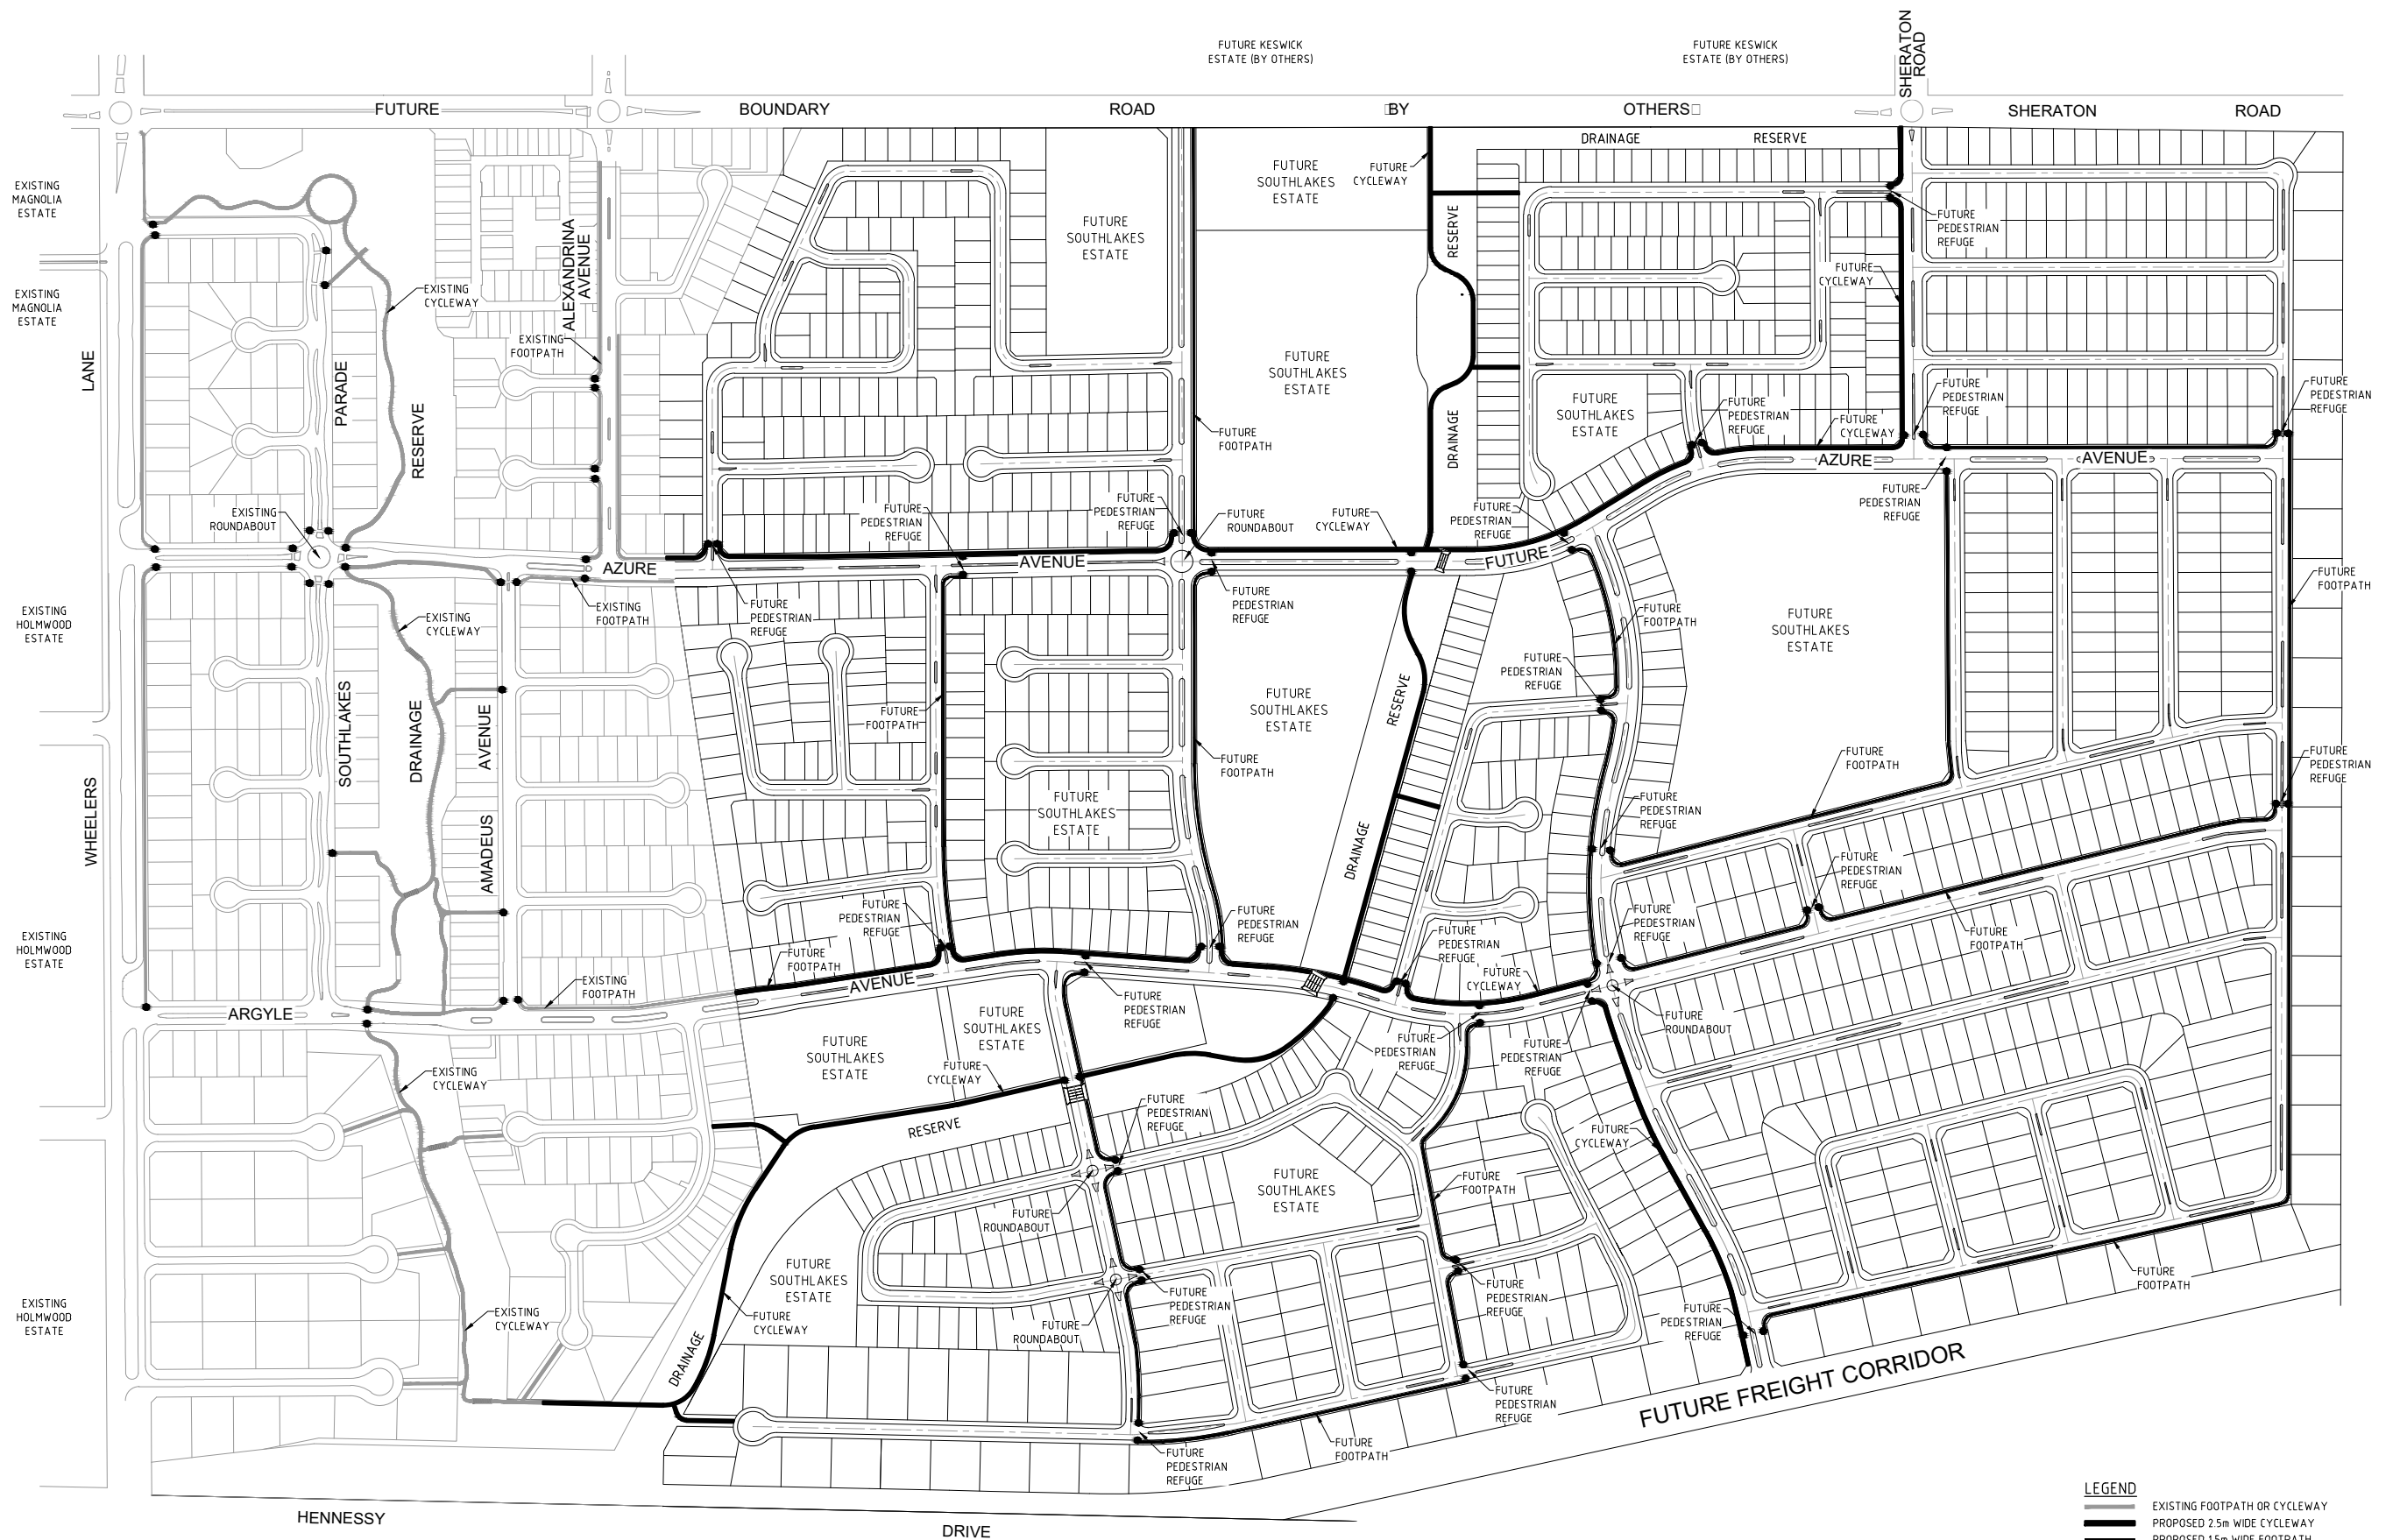 FUTURE KESWICK
ESTATE (BY OTHERS)
FUTURE KESWICK
ESTATE (BY OTHERS)
SHERATON
ROAD
FUTURE
BOUNDARY
ROAD
BY
OTHERS
SHERATON
ROAD
DRAINAGE
RESERVE
EXISTING
MAGNOLIA
ESTATE
EXISTING
MAGNOLIA
ESTATE
LANE
PARADE
RESERVE
EXISTING
CYCLEWAY
ALEXANDRINA
AVENUE
EXISTING
FOOTPATH
FUTURE
SOUTHLAKES
ESTATE
FUTURE
SOUTHLAKES
ESTATE
FUTURE
CYCLEWAY
RESERVE
FUTURE
PEDESTRIAN
REFUGE
FUTURE
CYCLEWAY
FUTURE
SOUTHLAKES
ESTATE
DRAINAGE
FUTURE
SOUTHLAKES
ESTATE
FUTURE
PEDESTRIAN
REFUGE
FUTURE
CYCLEWAY
FUTURE
PEDESTRIAN
REFUGE
FUTURE
PEDESTRIAN
REFUGE
FUTURE
FOOTPATH
AZURE
AVENUE
EXISTING
ROUNDABOUT
FUTURE
PEDESTRIAN
REFUGE
FUTURE
PEDESTRIAN
REFUGE
FUTURE
ROUNDABOUT
FUTURE
CYCLEWAY
FUTURE
PEDESTRIAN
REFUGE
FUTURE
PEDESTRIAN
REFUGE
AZURE
AVENUE
FUTURE
EXISTING
HOLMWOOD
ESTATE
EXISTING
CYCLEWAY
EXISTING
FOOTPATH
FUTURE
PEDESTRIAN
REFUGE
FUTURE
PEDESTRIAN
REFUGE
FUTURE
FOOTPATH
FUTURE
SOUTHLAKES
ESTATE
FUTURE
FOOTPATH
FUTURE
PEDESTRIAN
REFUGE
SOUTHLAKES
DRAINAGE
AVENUE
FUTURE
FOOTPATH
FUTURE
SOUTHLAKES
ESTATE
RESERVE
FUTURE
FOOTPATH
FUTURE
FOOTPATH
FUTURE
PEDESTRIAN
REFUGE
WHEELERS
AMADEUS
FUTURE
SOUTHLAKES
ESTATE
DRAINAGE
FUTURE
PEDESTRIAN
REFUGE
FUTURE
PEDESTRIAN
REFUGE
EXISTING
HOLMWOOD
ESTATE
FUTURE
PEDESTRIAN
REFUGE
FUTURE
PEDESTRIAN
REFUGE
FUTURE
PEDESTRIAN
REFUGE
FUTURE
PEDESTRIAN
REFUGE
FUTURE
FOOTPATH
FUTURE
FOOTPATH
EXISTING
FOOTPATH
AVENUE
FUTURE
CYCLEWAY
ARGYLE
FUTURE
PEDESTRIAN
REFUGE
FUTURE
SOUTHLAKES
ESTATE
FUTURE
SOUTHLAKES
ESTATE
FUTURE
ROUNDABOUT
FUTURE
PEDESTRIAN
REFUGE
FUTURE
PEDESTRIAN
REFUGE
EXISTING
CYCLEWAY
FUTURE
CYCLEWAY
FUTURE
PEDESTRIAN
REFUGE
RESERVE
FUTURE
CYCLEWAY
FUTURE
SOUTHLAKES
ESTATE
FUTURE
FOOTPATH
FUTURE
ROUNDABOUT
FUTURE
SOUTHLAKES
ESTATE
FUTURE
FOOTPATH
EXISTING
HOLMWOOD
ESTATE
EXISTING
CYCLEWAY
FUTURE
CYCLEWAY
FUTURE
ROUNDABOUT
FUTURE
PEDESTRIAN
REFUGE
FUTURE
PEDESTRIAN
REFUGE
FUTURE
PEDESTRIAN
REFUGE
DRAINAGE
FUTURE FREIGHT CORRIDOR
FUTURE
PEDESTRIAN
REFUGE
FUTURE
FOOTPATH
FUTURE
PEDESTRIAN
REFUGE
HENNESSY
DRIVE
LEGEND
EXISTING FOOTPATH OR CYCLEWAY
PROPOSED 2.5m WIDE CYCLEWAY
PROPOSED 1.5m WIDE FOOTPATH